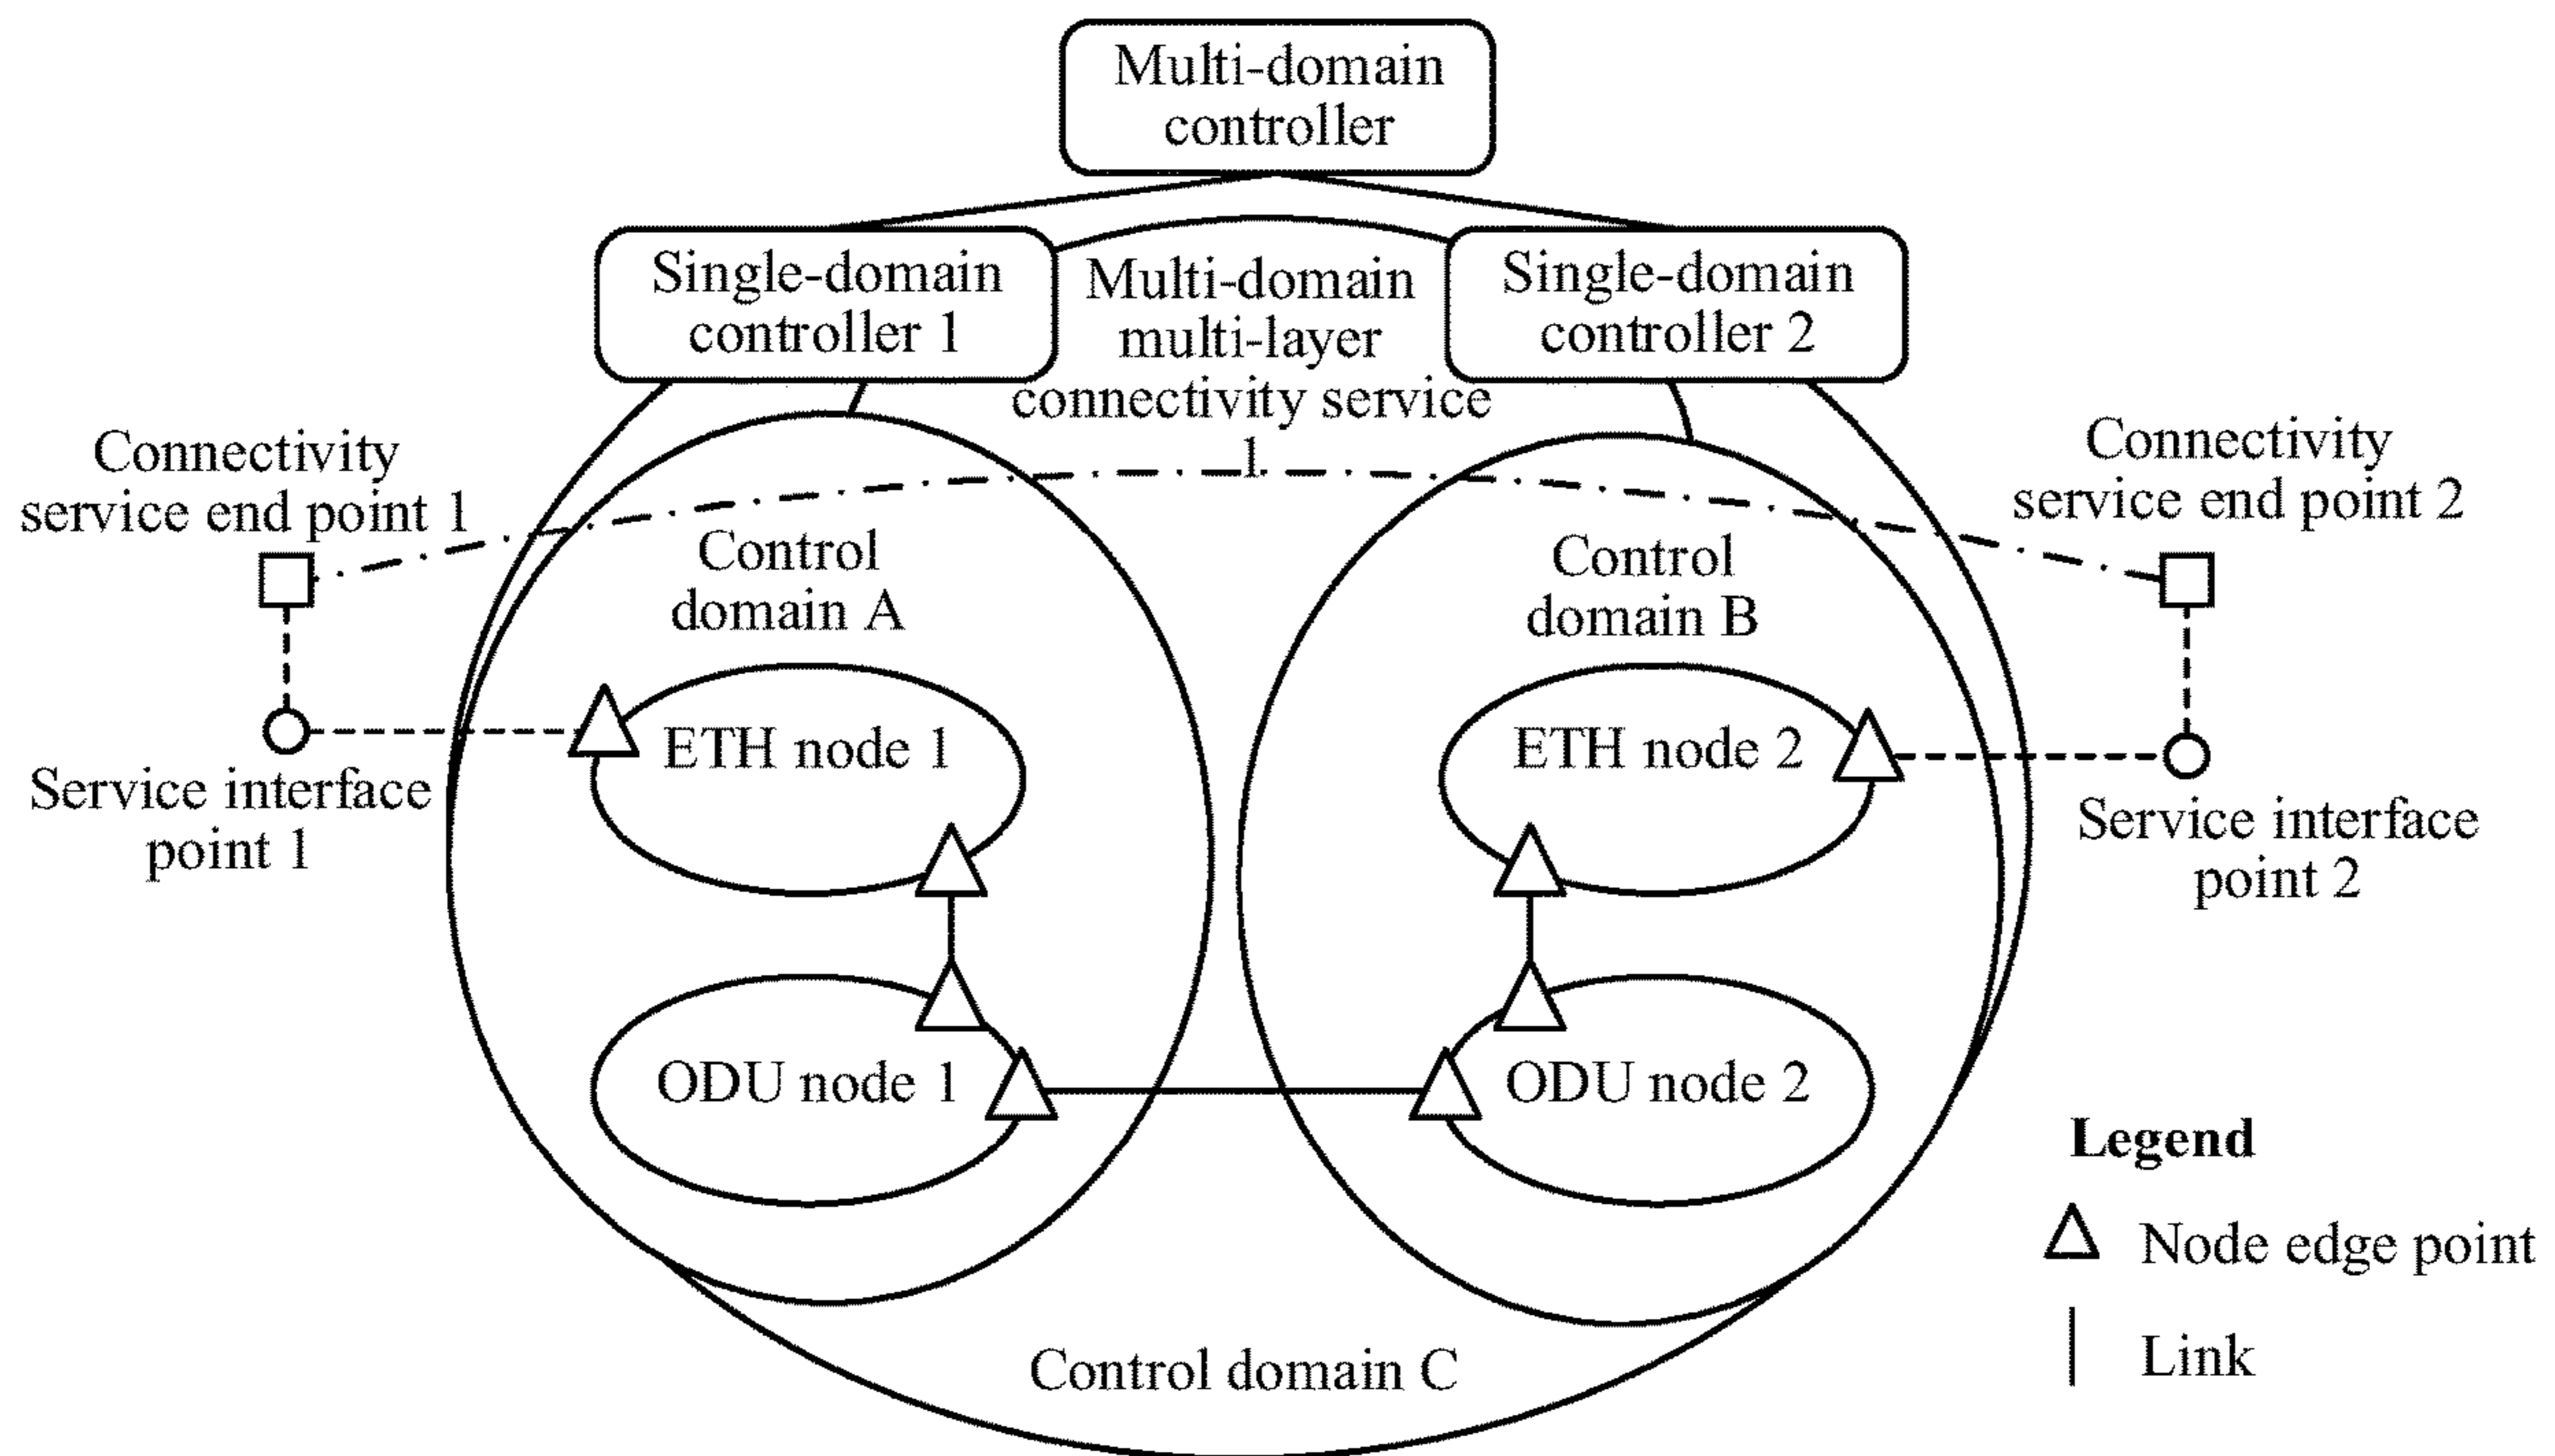 Multi-domain
controller
Single-domain
controller 1
Multi-domain
multi-layer
connectivity service
1
Single-domain
controller 2
Connectivity
service end point 1
Connectivity
service end point 2
Control
domain A
Control
domain B
Service interface
point 1
ETH node 1
ETH node 2
Service interface
point 2
ODU node 1
ODU node 2
Control domain C
Legend
Node edge point
Link